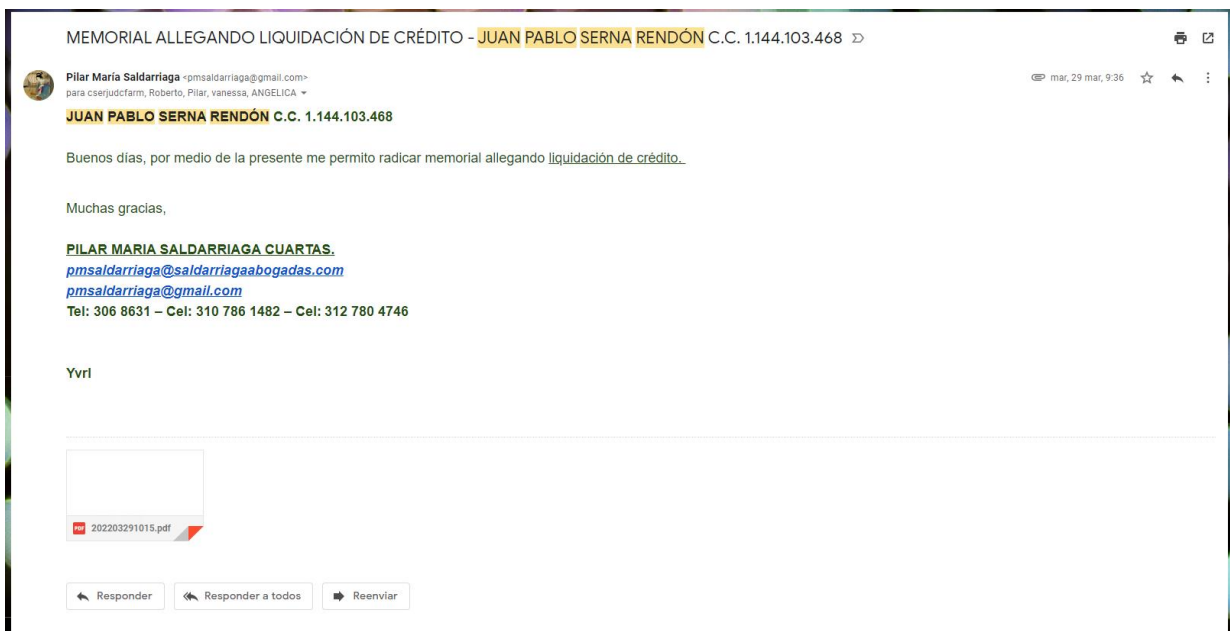 MEMORIAL ALLEGANDO LIQUIDACIÓN DE CRÉDITO - JUAN PABLO SERNA RENDÓN C.C. 1.144.103.468
Pilar María Saldarriaga <pmsaldarriaga@gmail.com>
mar, 29 mar, 9:36
para cserjudcfarm, Roberto, Pilar, vanessa, ANGELICA
JUAN PABLO SERNA RENDÓN C.C. 1.144.103.468
Buenos días, por medio de la presente me permito radicar memorial allegando liquidación de crédito.
Muchas gracias,
PILAR MARIA SALDARRIAGA CUARTAS.
pmsaldarriaga@saldarriagaabogadas.com
pmsaldarriaga@gmail.com
Tel: 306 8631 – Cel: 310 786 1482 – Cel: 312 780 4746
Yvrl
PDF 202203291015.pdf
Responder Responder a todos Reenviar